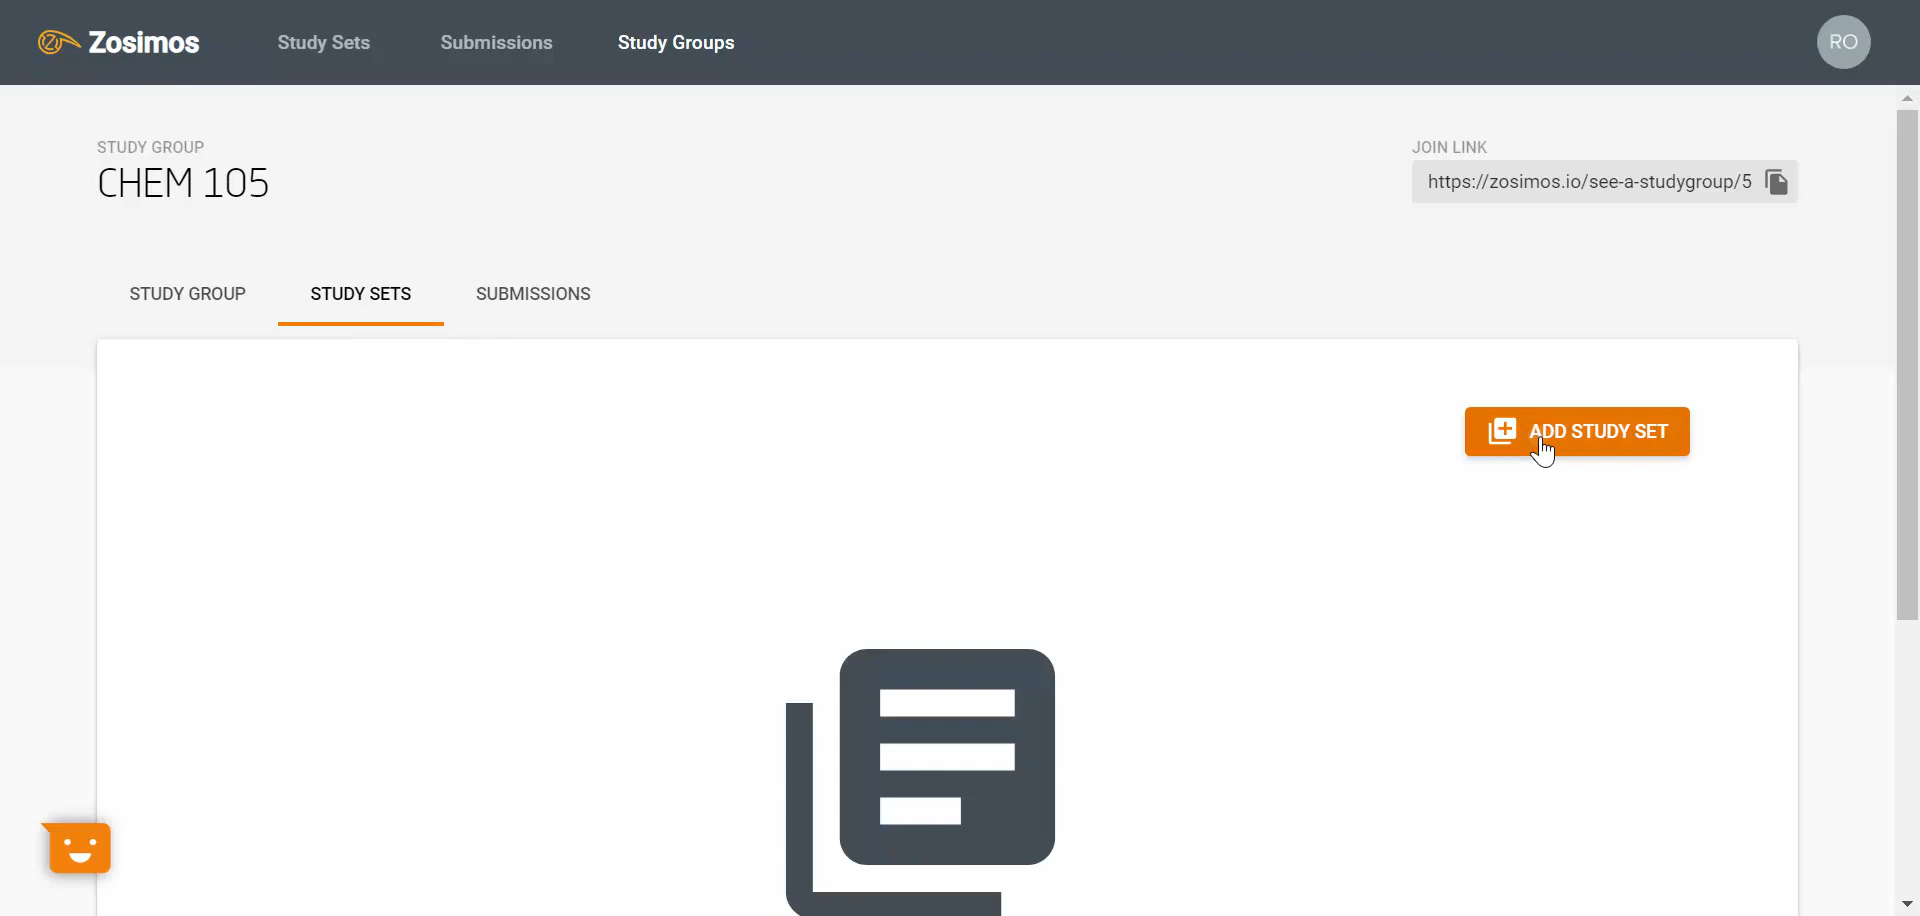 Zosimos
Study Sets
Submissions
Study Groups
RO
STUDY GROUP
CHEM 105
JOIN LINK
https://zosimos.io/see-a-studygroup/5
STUDY GROUP
STUDY SETS
SUBMISSIONS
ADD STUDY SET